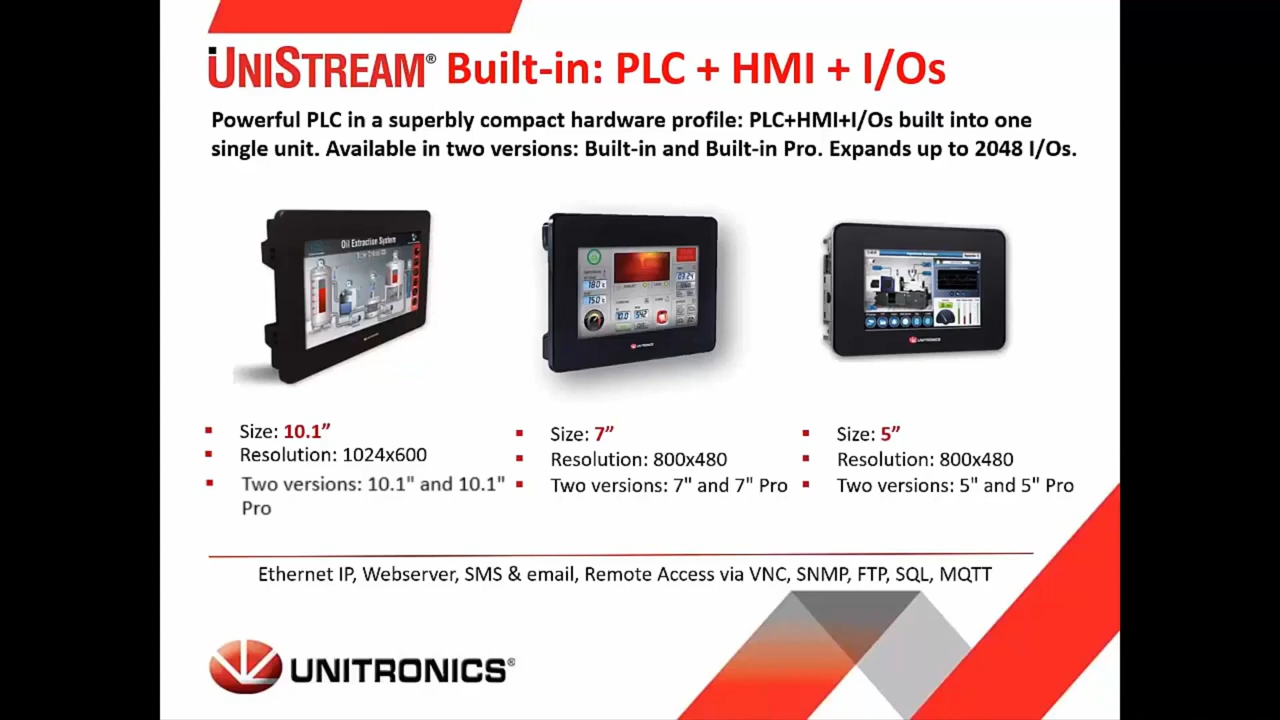 UNISTREAM® Built-in: PLC + HMI + I/Os
Powerful PLC in a superbly compact hardware profile: PLC+HMI+I/Os built into one
single unit. Available in two versions: Built-in and Built-in Pro. Expands up to 2048 I/Os.
Oil Extraction System
UNITRONICS
UNITRONICS
Size: 10.1”
Resolution: 1024x600
Two versions: 10.1" and 10.1"
Pro
Size: 7”
Resolution: 800x480
Two versions: 7" and 7" Pro
Size: 5”
Resolution: 800x480
Two versions: 5" and 5" Pro
Ethernet IP, Webserver, SMS & email, Remote Access via VNC, SNMP, FTP, SQL, MQTT
UNITRONICS®